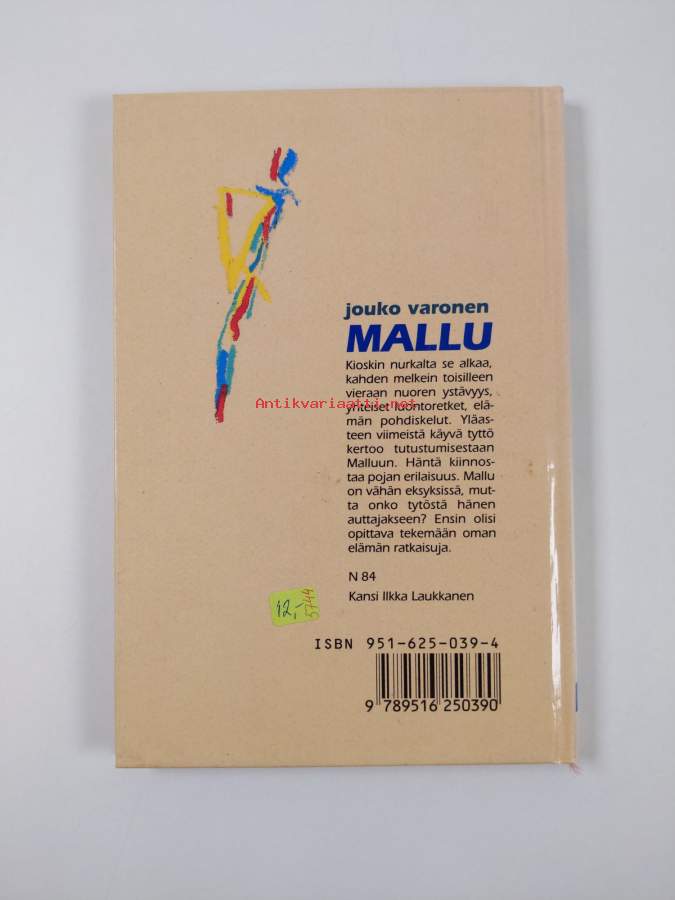 jouko varonen
MALLU
Kioskin nurkalta se alkaa,
kahden melkein toisilleen
vieraan nuoren ystävyys,
Antikvariaatti.net
yhteiset luontoretket, elä-
män pohdiskelut. Yläas-
teen viimeistä käyvä tyttö
kertoo tutustumisestaan
Malluun. Häntä kiinnos-
taa pojan erilaisuus. Mallu
on vähän eksyksissä, mut-
ta onko tytöstä hänen
auttajakseen? Ensin olisi
opittava tekemään oman
elämän ratkaisuja.
N 84
Kansi Ilkka Laukkanen
12,-
5744
ISBN 951-625-039-4
9 789516 250390